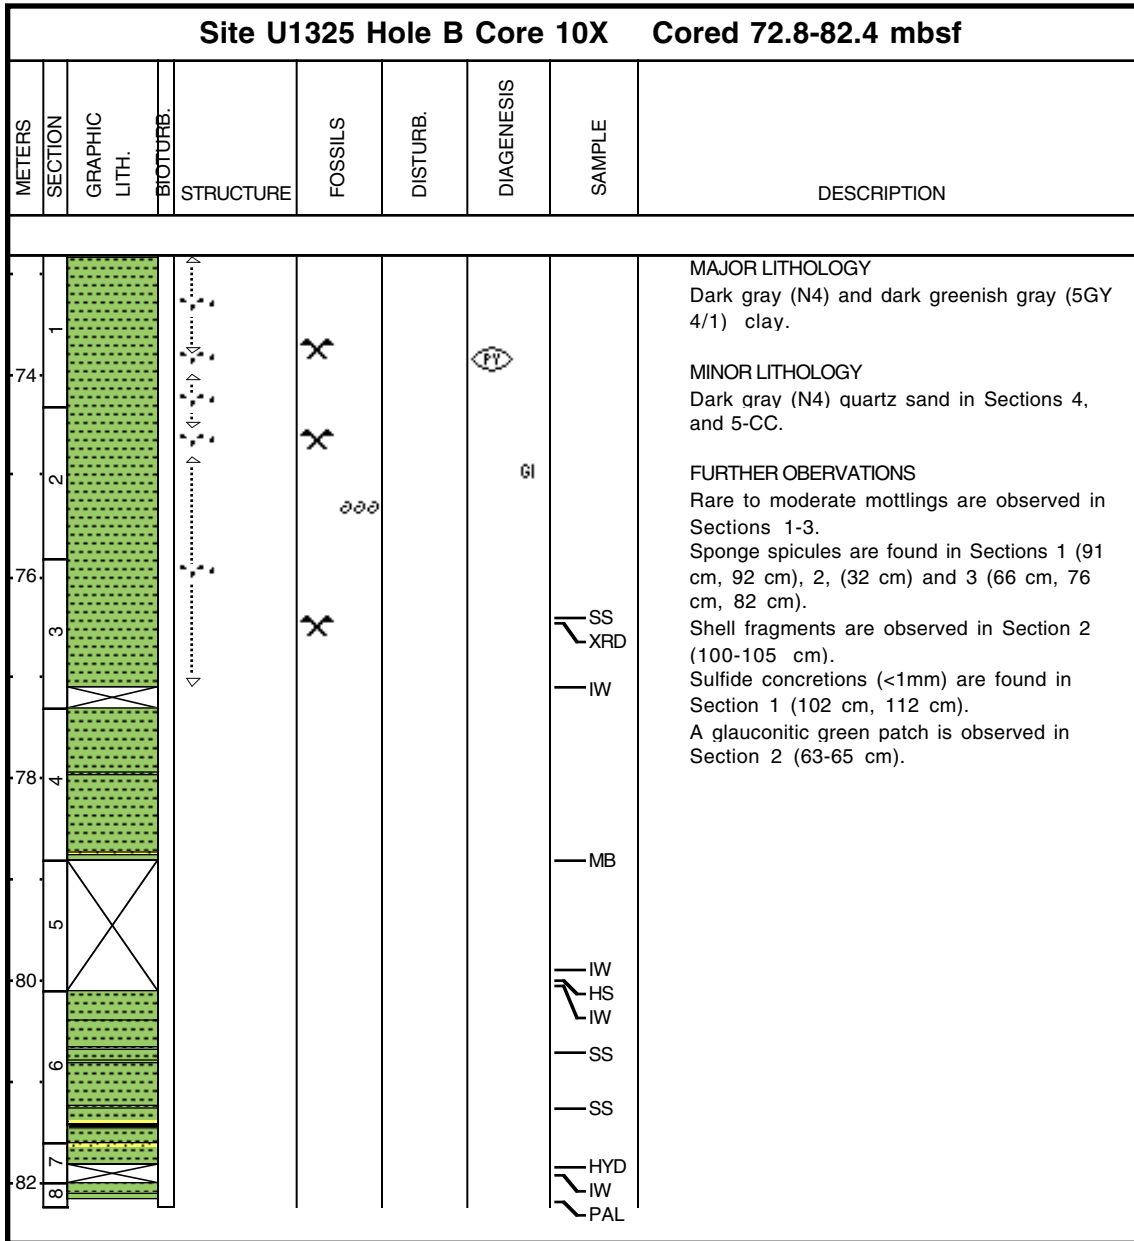 Site U1325 Hole B Core 10X Cored 72.8-82.4 mbsf
METERS
SECTION
GRAPHIC
LITH.
BIOTURB.
STRUCTURE
FOSSILS
DISTURB.
DIAGENESIS
SAMPLE
DESCRIPTION
MAJOR LITHOLOGY
Dark gray (N4) and dark greenish gray (5GY
4/1) clay.
MINOR LITHOLOGY
Dark gray (N4) quartz sand in Sections 4,
and 5-CC.
FURTHER OBERVATIONS
Rare to moderate mottlings are observed in
Sections 1-3.
Sponge spicules are found in Sections 1 (91
cm, 92 cm), 2, (32 cm) and 3 (66 cm, 76
cm, 82 cm).
Shell fragments are observed in Section 2
(100-105 cm).
Sulfide concretions (<1mm) are found in
Section 1 (102 cm, 112 cm).
A glauconitic green patch is observed in
Section 2 (63-65 cm).
74
76
78
80
82
1
2
3
4
5
6
7
8
PY
GI
SS
XRD
IW
MB
IW
HS
IW
SS
SS
HYD
IW
PAL